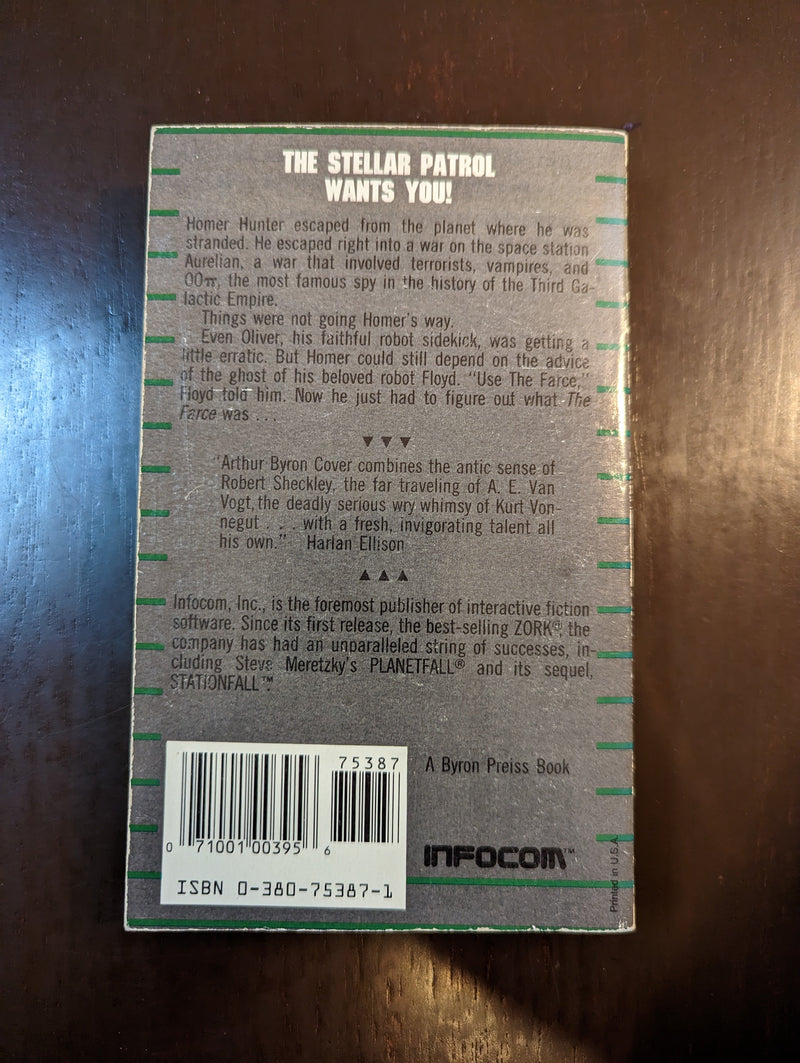 THE STELLAR PATROL
WANTS YOU!
Homer Hunter escaped from the planet where he was
stranded. He escaped right into a war on the space station
Aurelian, a war that involved terrorists, vampires, and
00π, the most famous spy in the history of the Third Ga-
lactic Empire.
Things were not going Homer's way.
Even Oliver, his faithful robot sidekick, was getting a
little erratic. But Homer could still depend on the advice
of the ghost of his beloved robot Floyd. "Use The Farce,"
Floyd told him. Now he just had to figure out what The
Farce was . . .
▼▼▼
"Arthur Byron Cover combines the antic sense of
Robert Sheckley, the far traveling of A. E. Van
Vogt, the deadly serious wry whimsy of Kurt Von-
negut . . . with a fresh, invigorating talent all
his own." Harlan Ellison
▲▲▲
Infocom, Inc., is the foremost publisher of interactive fiction
software. Since its first release, the best-selling ZORK®, the
company has had an unparalleled string of successes, in-
cluding Steve Meretzky's PLANETFALL® and its sequel,
STATIONFALL™
75387
A Byron Preiss Book
0 71001 00395 6
INFOCOM™
ISBN 0-380-75387-1
Printed in U.S.A.